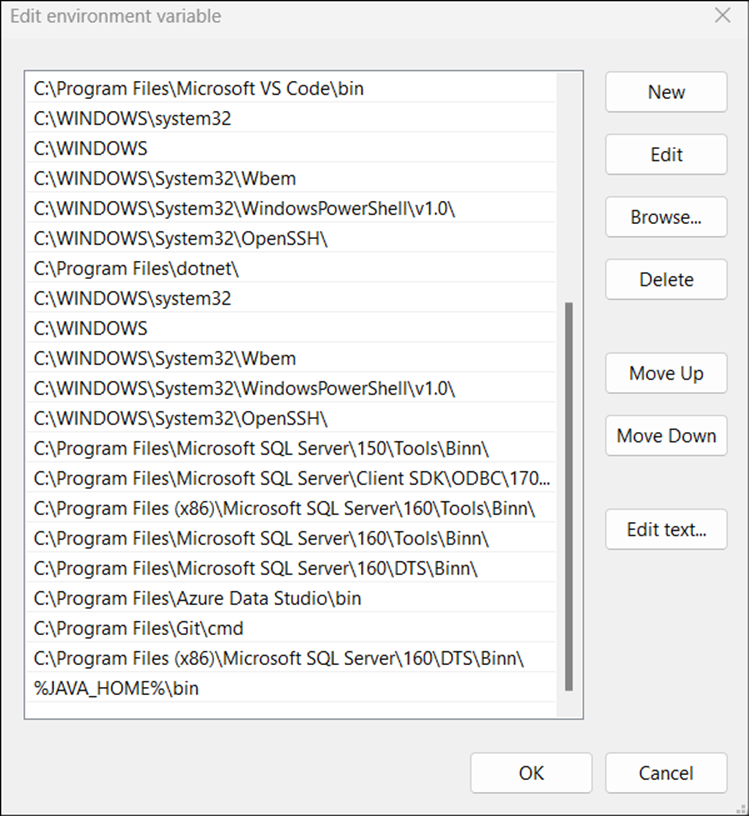 Edit environment variable
C:\Program Files\Microsoft VS Code\bin
C:\WINDOWS\system32
C:\WINDOWS
C:\WINDOWS\System32\Wbem
C:\WINDOWS\System32\WindowsPowerShell\v1.0\
C:\WINDOWS\System32\OpenSSH\
C:\Program Files\dotnet\
C:\WINDOWS\system32
C:\WINDOWS
C:\WINDOWS\System32\Wbem
C:\WINDOWS\System32\WindowsPowerShell\v1.0\
C:\WINDOWS\System32\OpenSSH\
C:\Program Files\Microsoft SQL Server\150\Tools\Binn\
C:\Program Files\Microsoft SQL Server\Client SDK\ODBC\170...
C:\Program Files (x86)\Microsoft SQL Server\160\Tools\Binn\
C:\Program Files\Microsoft SQL Server\160\Tools\Binn\
C:\Program Files\Microsoft SQL Server\160\DTS\Binn\
C:\Program Files\Azure Data Studio\bin
C:\Program Files\Git\cmd
C:\Program Files (x86)\Microsoft SQL Server\160\DTS\Binn\
%JAVA_HOME%\bin
New
Edit
Browse...
Delete
Move Up
Move Down
Edit text...
OK
Cancel